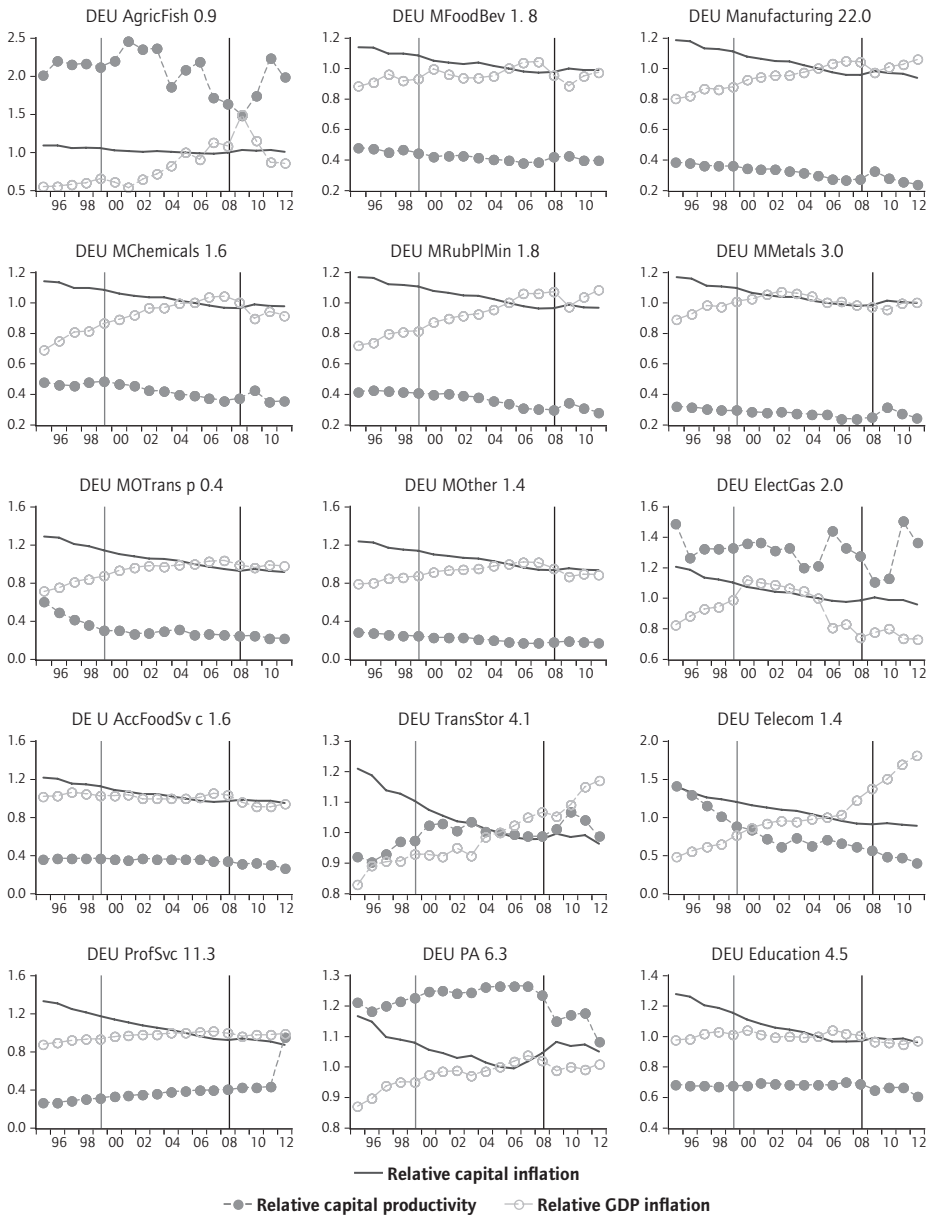 DEU AgricFish 0.9
2.5
2.0
1.5
1.0
0.5
96 98 00 02 04 06 08 10 12
DEU MFoodBev 1. 8
1.2
1.0
0.8
0.6
0.4
0.2
96 98 00 02 04 06 08 10
DEU Manufacturing 22.0
1.2
1.0
0.8
0.6
0.4
0.2
96 98 00 02 04 06 08 10 12
DEU MChemicals 1.6
1.2
1.0
0.8
0.6
0.4
0.2
96 98 00 02 04 06 08 10
DEU MRubPlMin 1.8
1.2
1.0
0.8
0.6
0.4
0.2
96 98 00 02 04 06 08 10
DEU MMetals 3.0
1.2
1.0
0.8
0.6
0.4
0.2
96 98 00 02 04 06 08 10
DEU MOTrans p 0.4
1.6
1.2
0.8
0.4
0.0
96 98 00 02 04 06 08 10
DEU MOther 1.4
1.6
1.2
0.8
0.4
0.0
96 98 00 02 04 06 08 10
DEU ElectGas 2.0
1.6
1.4
1.2
1.0
0.8
0.6
96 98 00 02 04 06 08 10 12
DE U AccFoodSv c 1.6
1.6
1.2
0.8
0.4
0.0
96 98 00 02 04 06 08 10 12
DEU TransStor 4.1
1.3
1.2
1.1
1.0
0.9
0.8
96 98 00 02 04 06 08 10 12
DEU Telecom 1.4
2.0
1.5
1.0
0.5
0.0
96 98 00 02 04 06 08 10
DEU ProfSvc 11.3
1.6
1.2
0.8
0.4
0.0
96 98 00 02 04 06 08 10 12
DEU PA 6.3
1.3
1.2
1.1
1.0
0.9
0.8
96 98 00 02 04 06 08 10 12
DEU Education 4.5
1.4
1.2
1.0
0.8
0.6
0.4
96 98 00 02 04 06 08 10 12
Relative capital inflation
Relative capital productivity Relative GDP inflation